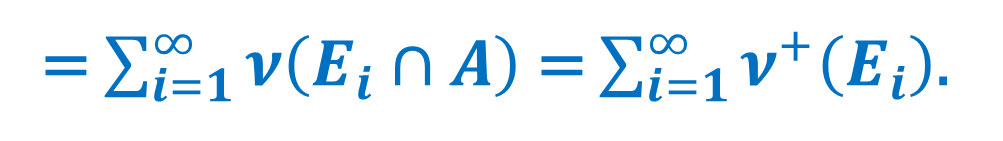 = ∑_{i=1}^{∞} ν(E_i ∩ A) = ∑_{i=1}^{∞} ν⁺(E_i).